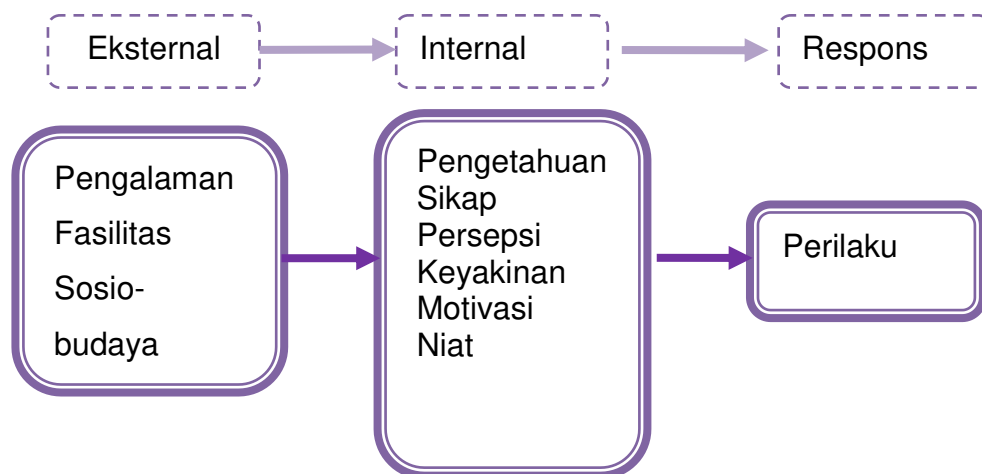 Eksternal
Internal
Respons
Pengalaman
Fasilitas
Sosio-
budaya
Pengetahuan
Sikap
Persepsi
Keyakinan
Motivasi
Niat
Perilaku